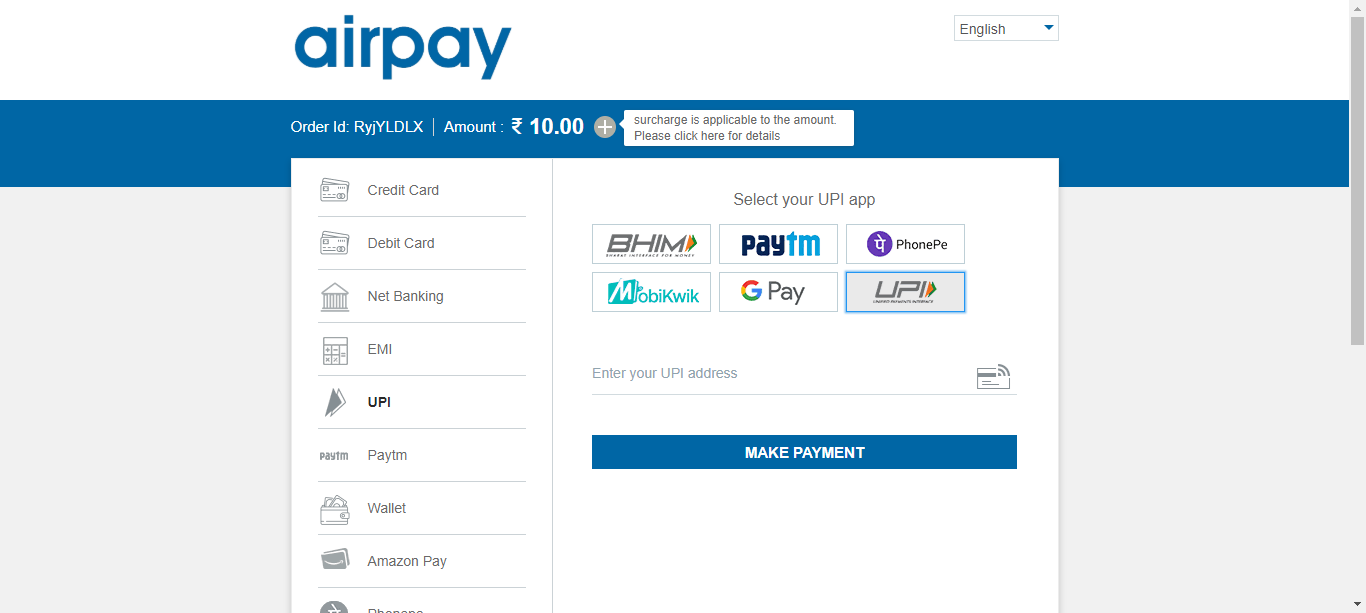 airpay
English
Order Id: RyjYLDLX
Amount : ₹ 10.00
surcharge is applicable to the amount.
Please click here for details
Credit Card
Debit Card
Net Banking
EMI
UPI
paytm Paytm
Wallet
Amazon Pay
Phonepe
Select your UPI app
BHIM
BHARAT INTERFACE FOR MONEY
paytm
पे PhonePe
MobiKwik
G Pay
UPI
UNIFIED PAYMENTS INTERFACE
Enter your UPI address
MAKE PAYMENT